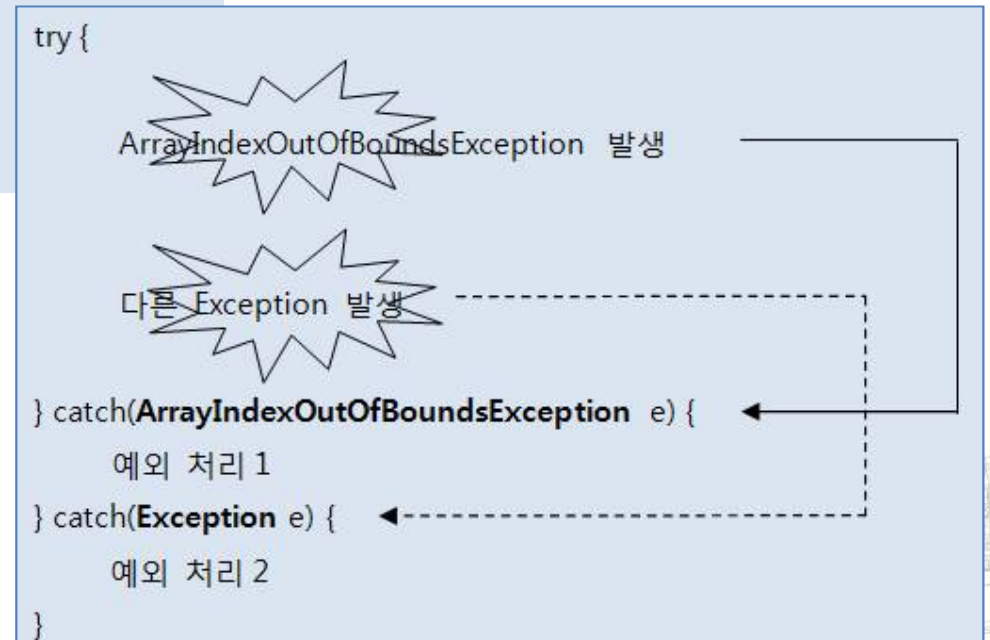 try {
ArrayIndexOutOfBoundsException 발생
다른 Exception 발생
} catch(ArrayIndexOutOfBoundsException e) {
예외 처리 1
} catch(Exception e) {
예외 처리 2
}